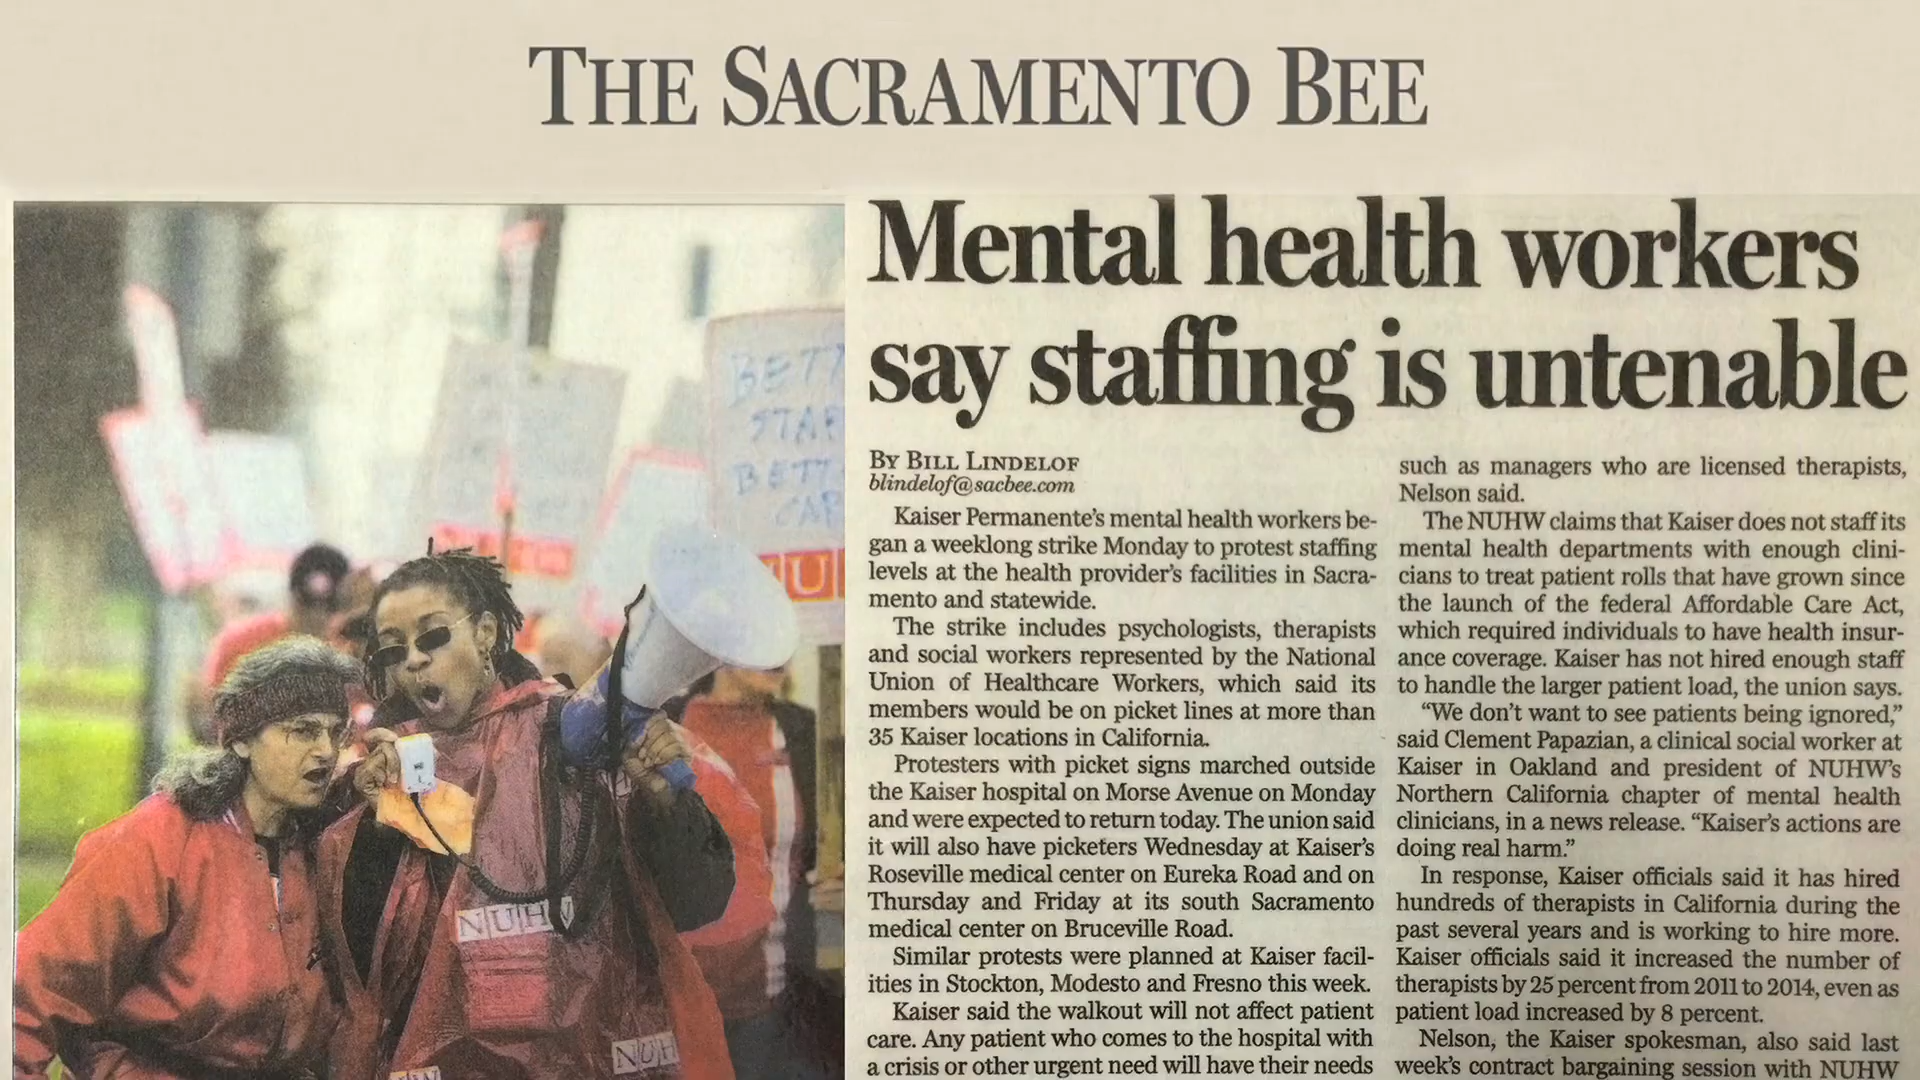 THE SACRAMENTO BEE
BETT
STAF
BETT
CAR
U
NUHW
NUH
Mental health workers
say staffing is untenable
BY BILL LINDELOF
blindelof@sacbee.com
Kaiser Permanente's mental health workers be-
gan a weeklong strike Monday to protest staffing
levels at the health provider's facilities in Sacra-
mento and statewide.
The strike includes psychologists, therapists
and social workers represented by the National
Union of Healthcare Workers, which said its
members would be on picket lines at more than
35 Kaiser locations in California.
Protesters with picket signs marched outside
the Kaiser hospital on Morse Avenue on Monday
and were expected to return today. The union said
it will also have picketers Wednesday at Kaiser's
Roseville medical center on Eureka Road and on
Thursday and Friday at its south Sacramento
medical center on Bruceville Road.
Similar protests were planned at Kaiser facil-
ities in Stockton, Modesto and Fresno this week.
Kaiser said the walkout will not affect patient
care. Any patient who comes to the hospital with
a crisis or other urgent need will have their needs
such as managers who are licensed therapists,
Nelson said.
The NUHW claims that Kaiser does not staff its
mental health departments with enough clini-
cians to treat patient rolls that have grown since
the launch of the federal Affordable Care Act,
which required individuals to have health insur-
ance coverage. Kaiser has not hired enough staff
to handle the larger patient load, the union says.
"We don't want to see patients being ignored,"
said Clement Papazian, a clinical social worker at
Kaiser in Oakland and president of NUHW's
Northern California chapter of mental health
clinicians, in a news release. "Kaiser's actions are
doing real harm."
In response, Kaiser officials said it has hired
hundreds of therapists in California during the
past several years and is working to hire more.
Kaiser officials said it increased the number of
therapists by 25 percent from 2011 to 2014, even as
patient load increased by 8 percent.
Nelson, the Kaiser spokesman, also said last
week's contract bargaining session with NUHW